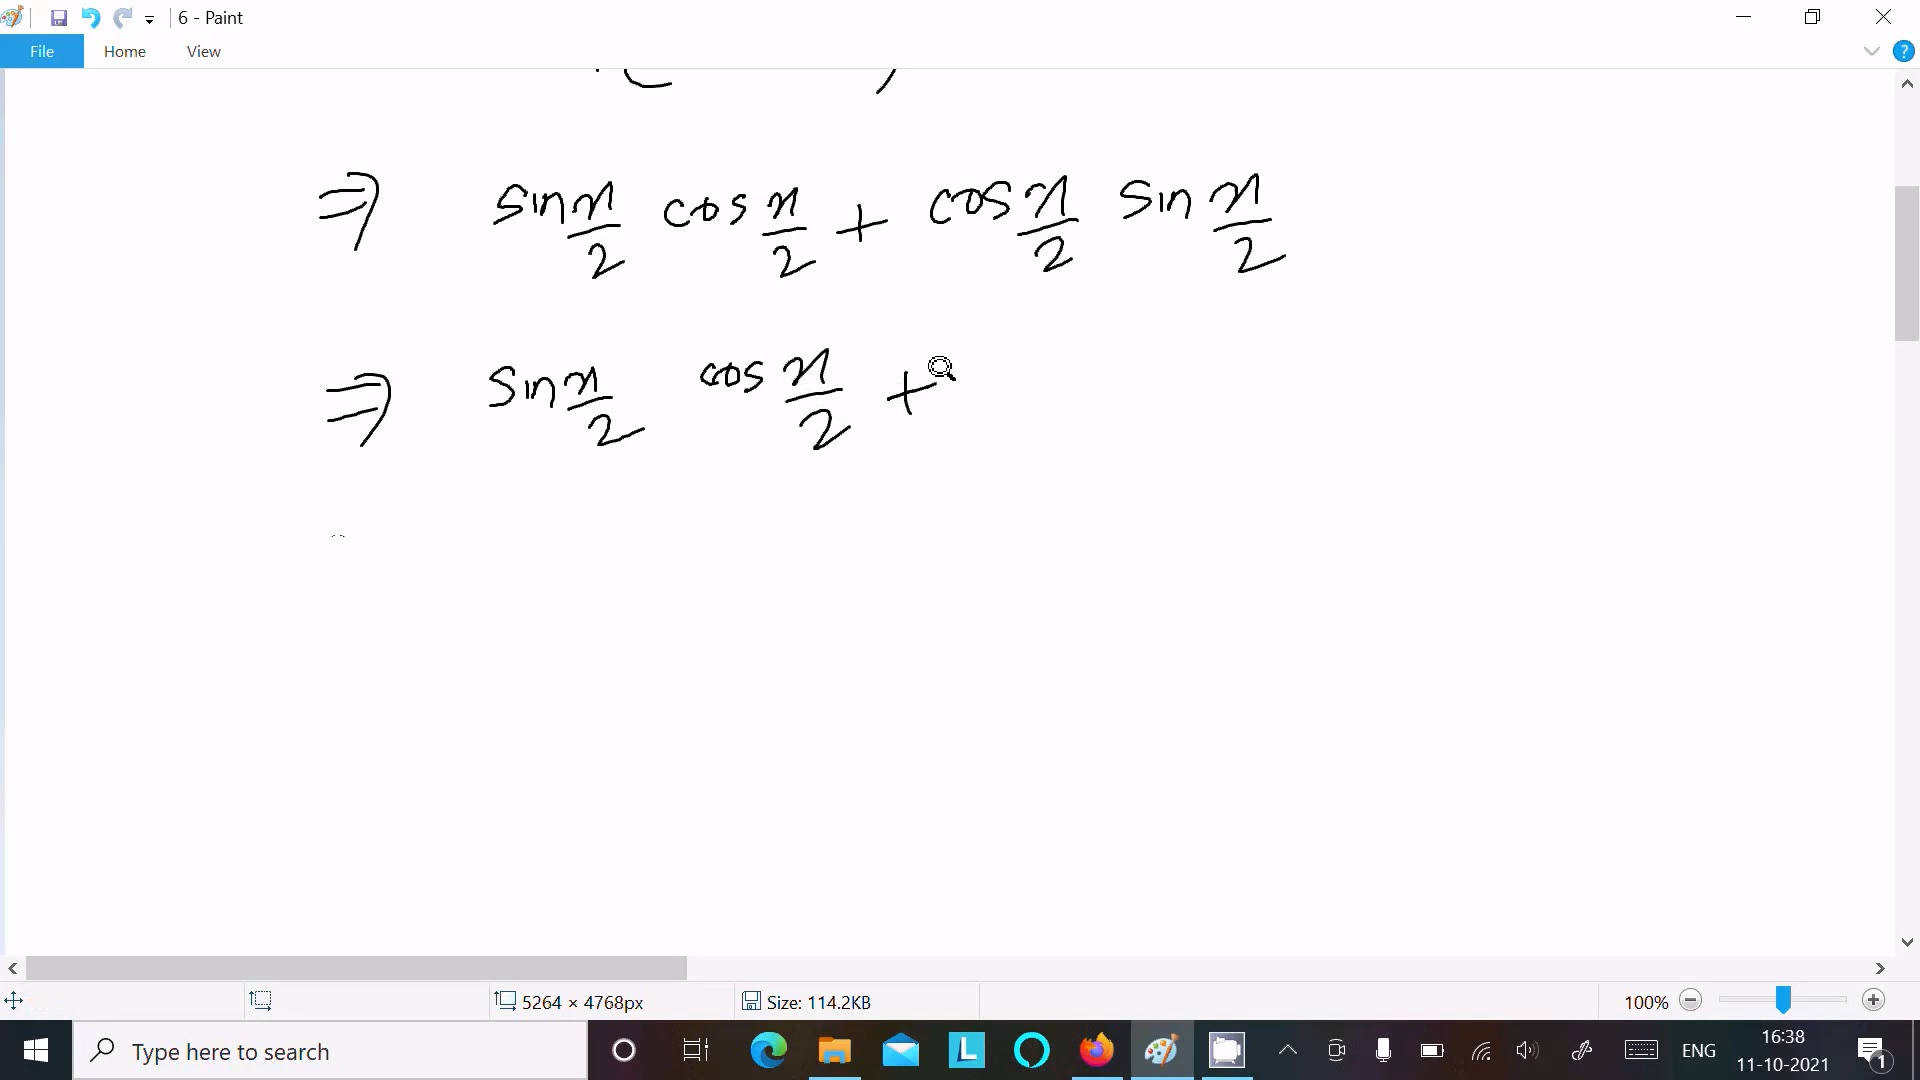 6 - Paint
File Home View
⇒ sin x/2 cos x/2 + cos x/2 sin x/2
⇒ sin x/2 cos x/2 +
5264 × 4768px Size: 114.2KB 100%
Type here to search L ENG 16:38
11-10-2021 1